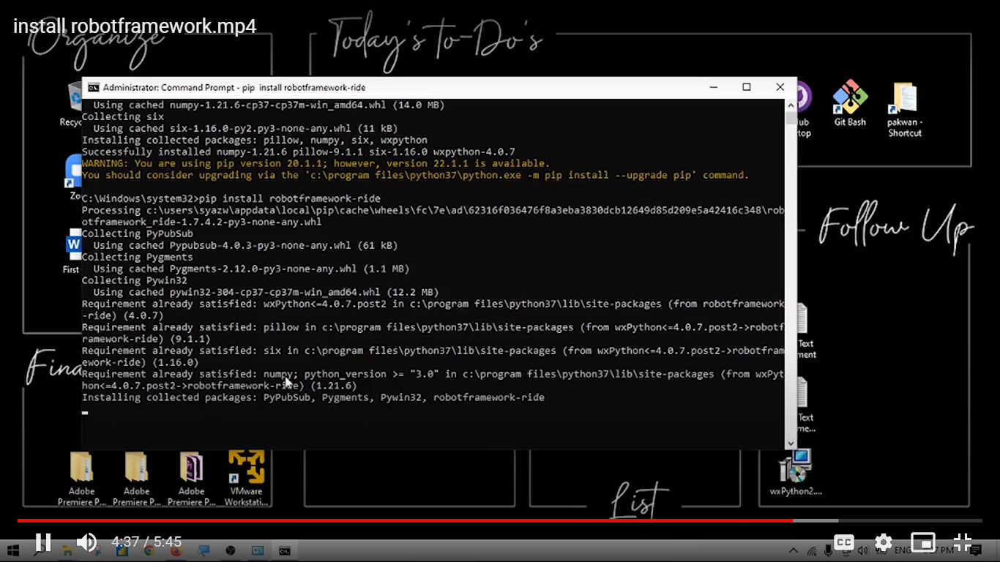 install robotframework.mp4
Organize
Today's to-Do's
Administrator: Command Prompt - pip  install robotframework-ride
Using cached numpy-1.21.6-cp37-cp37m-win_amd64.whl (14.0 MB)
Collecting six
Using cached six-1.16.0-py2.py3-none-any.whl (11 kB)
Installing collected packages: pillow, numpy, six, wxpython
Successfully installed numpy-1.21.6 pillow-9.1.1 six-1.16.0 wxpython-4.0.7
WARNING: You are using pip version 20.1.1; however, version 22.1.1 is available.
You should consider upgrading via the 'c:\program files\python37\python.exe -m pip install --upgrade pip' command.
C:\Windows\system32>pip install robotframework-ride
Processing c:\users\syazw\appdata\local\pip\cache\wheels\fc\7e\ad\62316f036476f8a3eba3830dcb12649d85d209e5a42416c348\rob
otframework_ride-1.7.4.2-py3-none-any.whl
Collecting PyPubSub
Using cached Pypubsub-4.0.3-py3-none-any.whl (61 kB)
Collecting Pygments
Using cached Pygments-2.12.0-py3-none-any.whl (1.1 MB)
Collecting Pywin32
Using cached pywin32-304-cp37-cp37m-win_amd64.whl (12.2 MB)
Requirement already satisfied: wxPython<=4.0.7.post2 in c:\program files\python37\lib\site-packages (from robotframework
-ride) (4.0.7)
Requirement already satisfied: pillow in c:\program files\python37\lib\site-packages (from wxPython<=4.0.7.post2->robotf
ramework-ride) (9.1.1)
Requirement already satisfied: six in c:\program files\python37\lib\site-packages (from wxPython<=4.0.7.post2->robotfram
ework-ride) (1.16.0)
Requirement already satisfied: numpy; python_version >= "3.0" in c:\program files\python37\lib\site-packages (from wxPyt
hon<=4.0.7.post2->robotframework-ride) (1.21.6)
Installing collected packages: PyPubSub, Pygments, Pywin32, robotframework-ride
Recyc
Zo
W
First
Fina
ub
top
Git Bash
pakwan -
Shortcut
Follow Up
Text
ment
Text
me...
wxPython2....
Adobe
Premiere P...
Adobe
Premiere P...
Adobe
Premiere P...
VMware
Workstati...
List
4:37 / 5:45
CC
ENG
PM